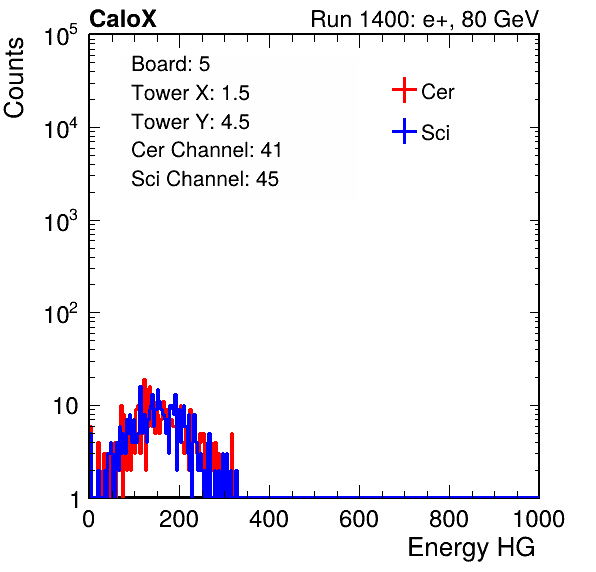 CaloX Run 1400: e+, 80 GeV
Counts
10^5
10^4
10^3
10^2
10
1
Board: 5
Tower X: 1.5
Tower Y: 4.5
Cer Channel: 41
Sci Channel: 45
Cer
Sci
0 200 400 600 800 1000
Energy HG